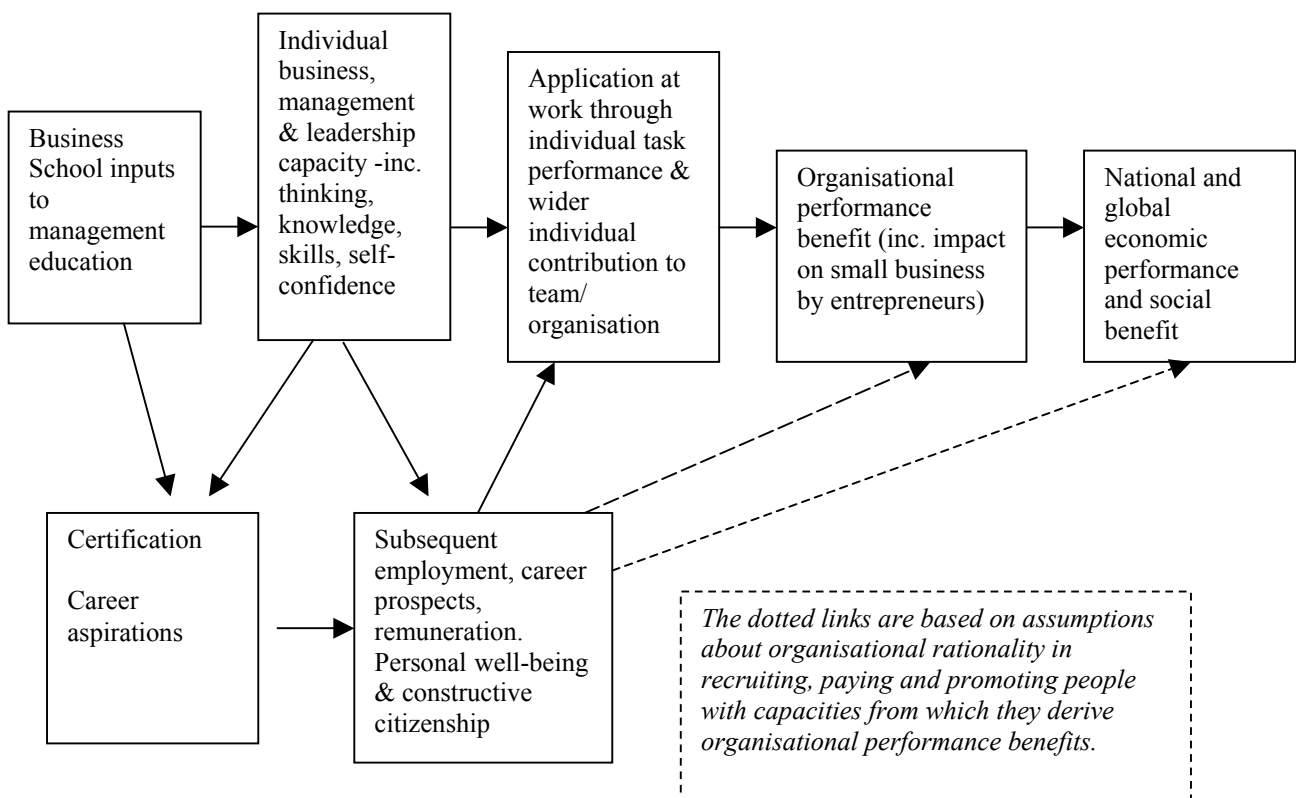 Business
School inputs
to
management
education
Individual
business,
management
& leadership
capacity -inc.
thinking,
knowledge,
skills, self-
confidence
Application at
work through
individual task
performance &
wider
individual
contribution to
team/
organisation
Organisational
performance
benefit (inc. impact
on small business
by entrepreneurs)
National and
global
economic
performance
and social
benefit
Certification
Career
aspirations
Subsequent
employment, career
prospects,
remuneration.
Personal well-being
& constructive
citizenship
The dotted links are based on assumptions
about organisational rationality in
recruiting, paying and promoting people
with capacities from which they derive
organisational performance benefits.